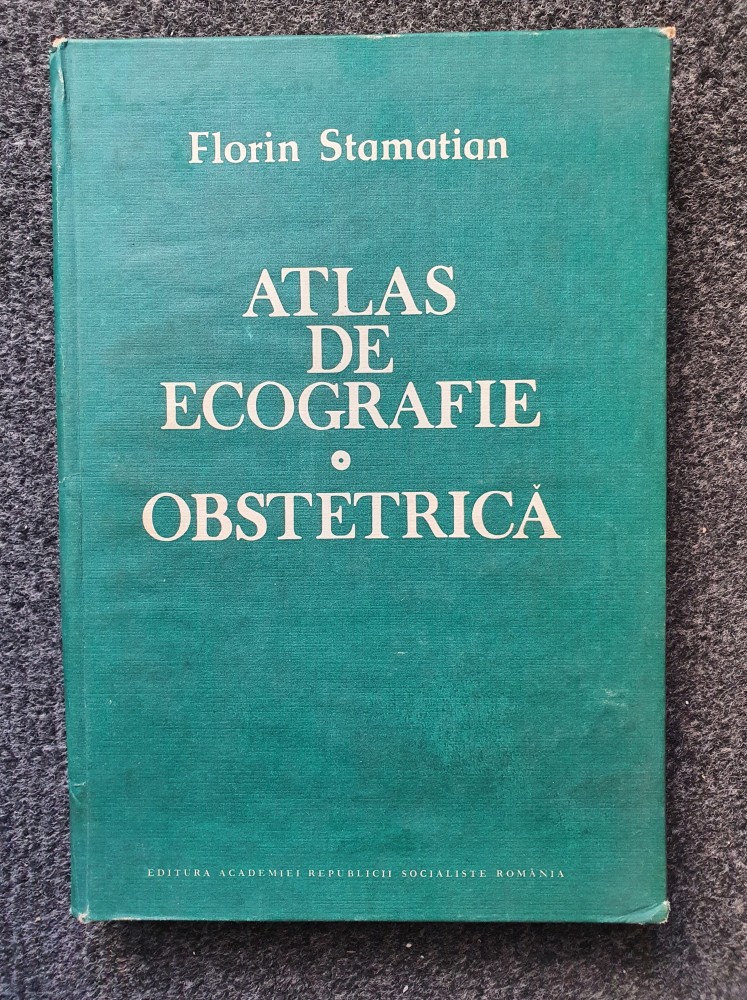 Florin Stamatian
ATLAS
DE
ECOGRAFIE
OBSTETRICĂ
EDITURA ACADEMIEI REPUBLICII SOCIALISTE ROMÂNIA